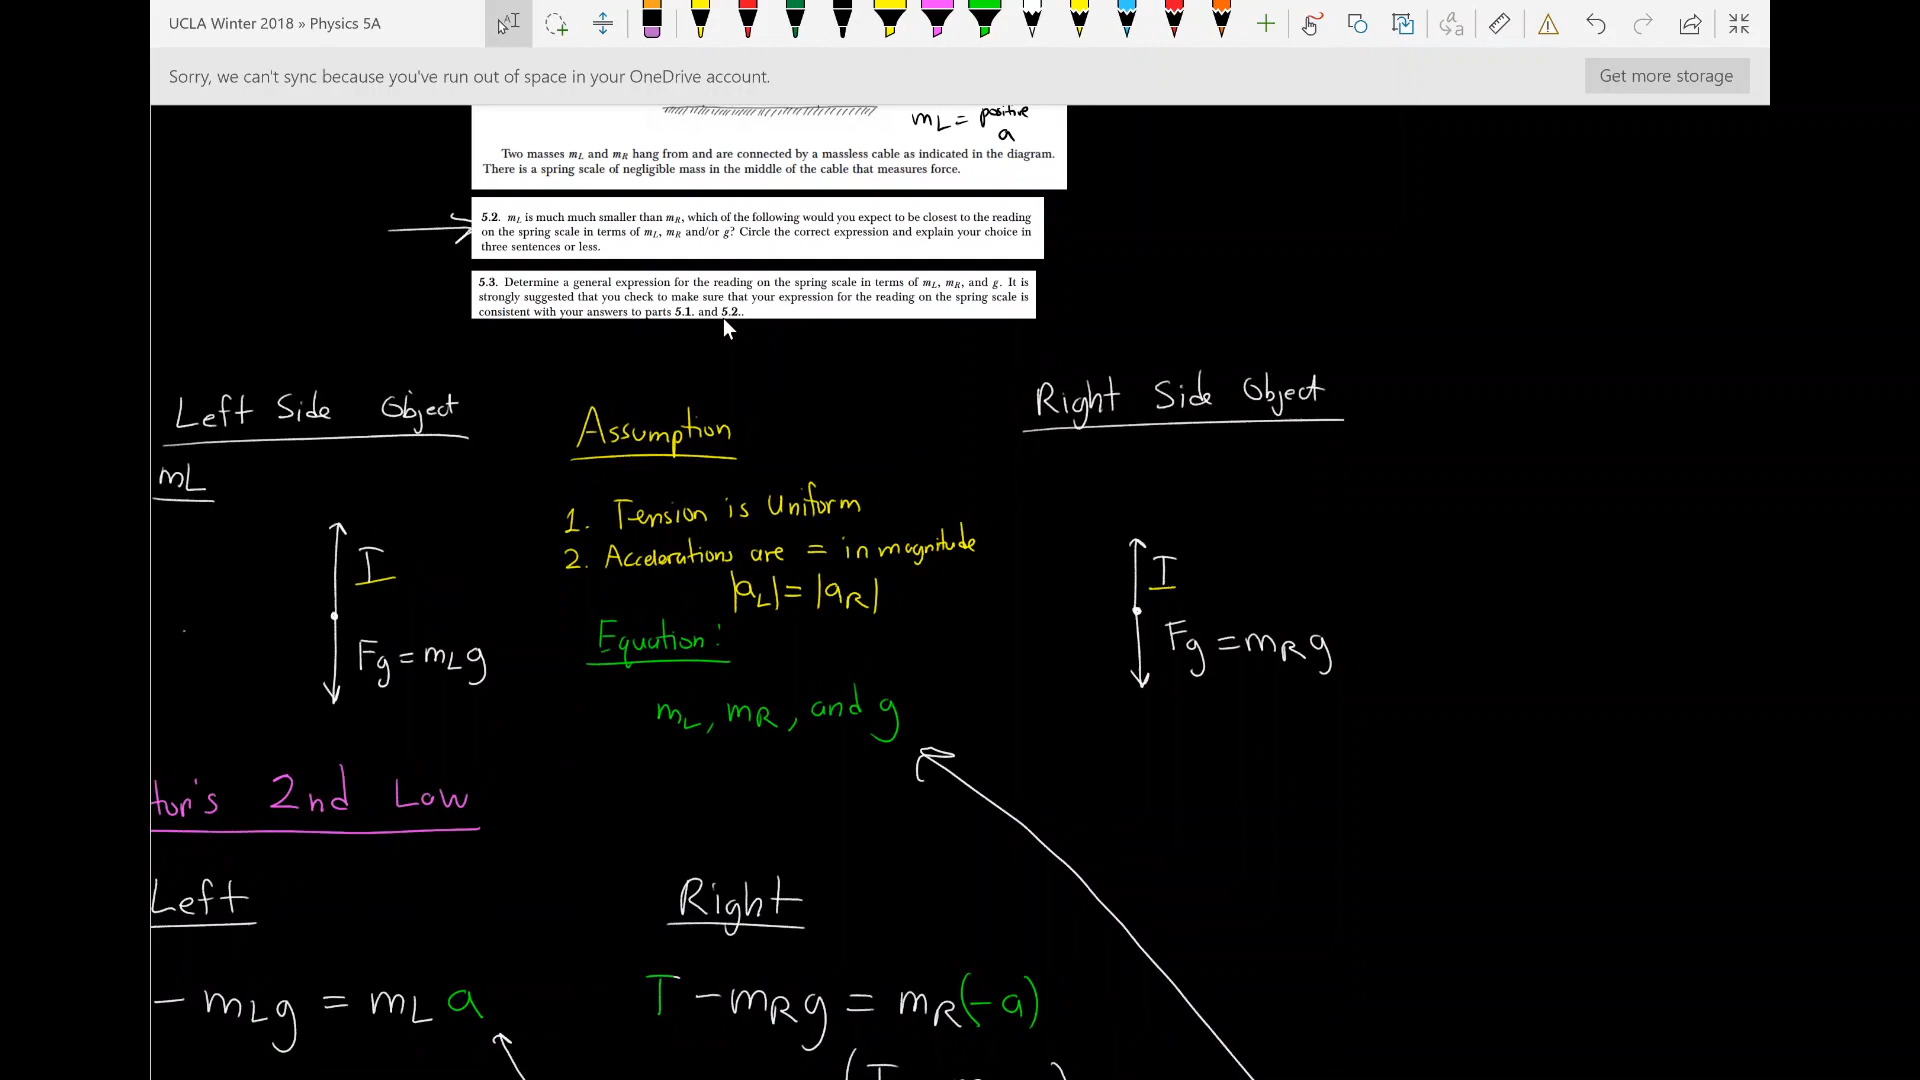 UCLA Winter 2018 » Physics 5A
Sorry, we can't sync because you've run out of space in your OneDrive account.
Get more storage
mL = positive
a
Two masses mL and mR hang from and are connected by a massless cable as indicated in the diagram.
There is a spring scale of negligible mass in the middle of the cable that measures force.
5.2. mL is much much smaller than mR, which of the following would you expect to be closest to the reading
on the spring scale in terms of mL, mR and/or g? Circle the correct expression and explain your choice in
three sentences or less.
5.3. Determine a general expression for the reading on the spring scale in terms of mL, mR, and g. It is
strongly suggested that you check to make sure that your expression for the reading on the spring scale is
consistent with your answers to parts 5.1. and 5.2..
Left Side Object
mL
T
Fg = mLg
Assumption
1. Tension is Uniform
2. Accelerations are = in magnitude
|aL| = |aR|
Equation:
mL, mR, and g
Right Side Object
T
Fg = mRg
ton's 2nd Law
Left
- mLg = mL a
Right
T - mRg = mR(-a)